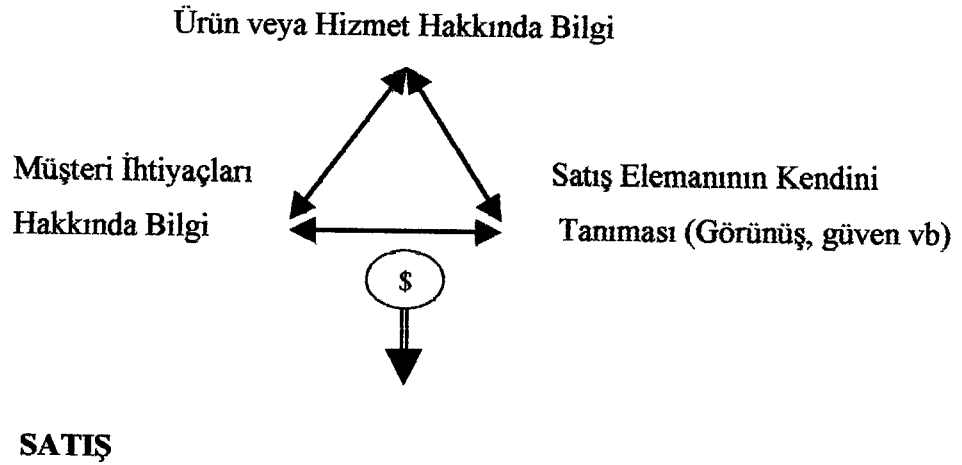 Ürün veya Hizmet Hakkında Bilgi
Müşteri İhtiyaçları
Hakkında Bilgi
Satış Elemanının Kendini
Tanıması (Görünüş, güven vb)
$
SATIŞ